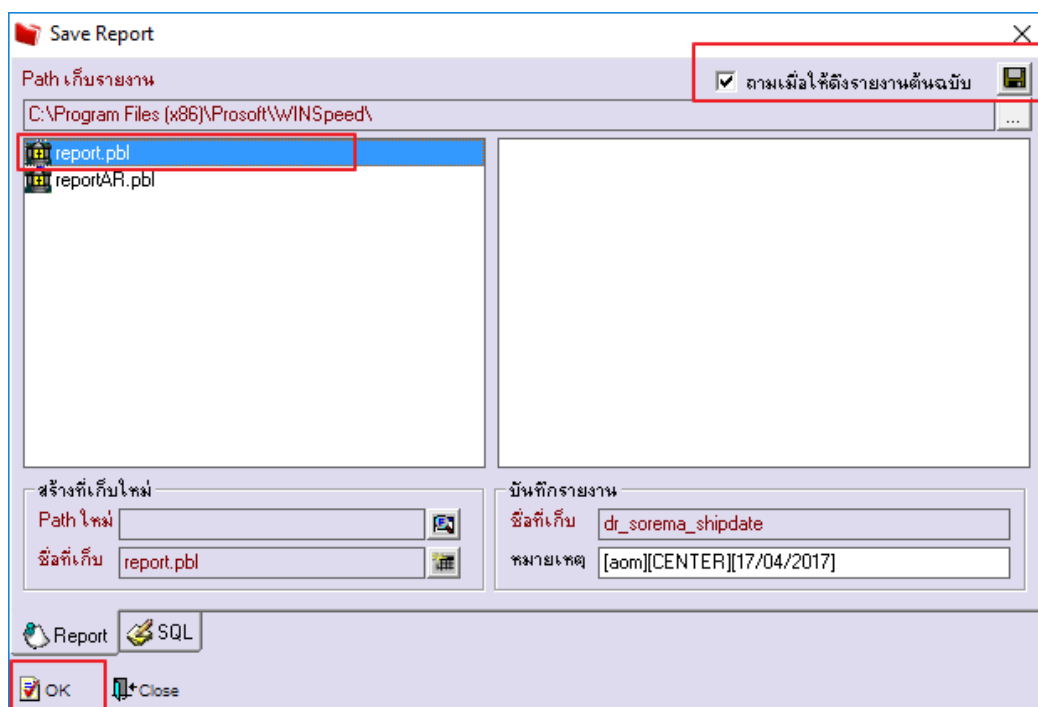 Save Report
Path เก็บรายงาน
ถามเมื่อให้ดึงรายงานต้นฉบับ
C:\Program Files (x86)\Prosoft\WINSpeed\
...
report.pbl
reportAR.pbl
สร้างที่เก็บใหม่
Path ใหม่
ชื่อที่เก็บ report.pbl
บันทึกรายงาน
ชื่อที่เก็บ dr_sorema_shipdate
หมายเหตุ [aom][CENTER][17/04/2017]
Report SQL
OK Close